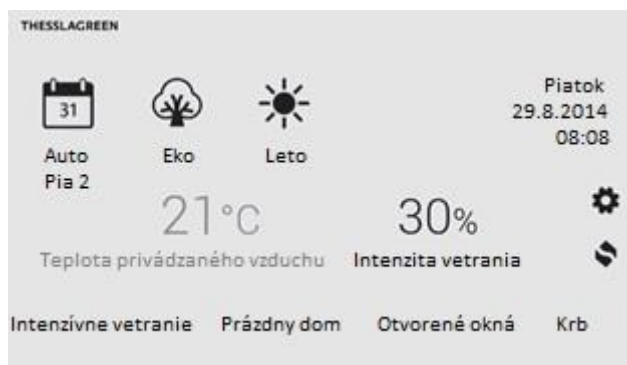 THESSLAGREEN
31
Piatok
29.8.2014
08:08
Auto Eko Leto
Pia 2
21°C 30%
Teplota privádzaného vzduchu Intenzita vetrania
Intenzívne vetranie Prázdny dom Otvorené okná Krb